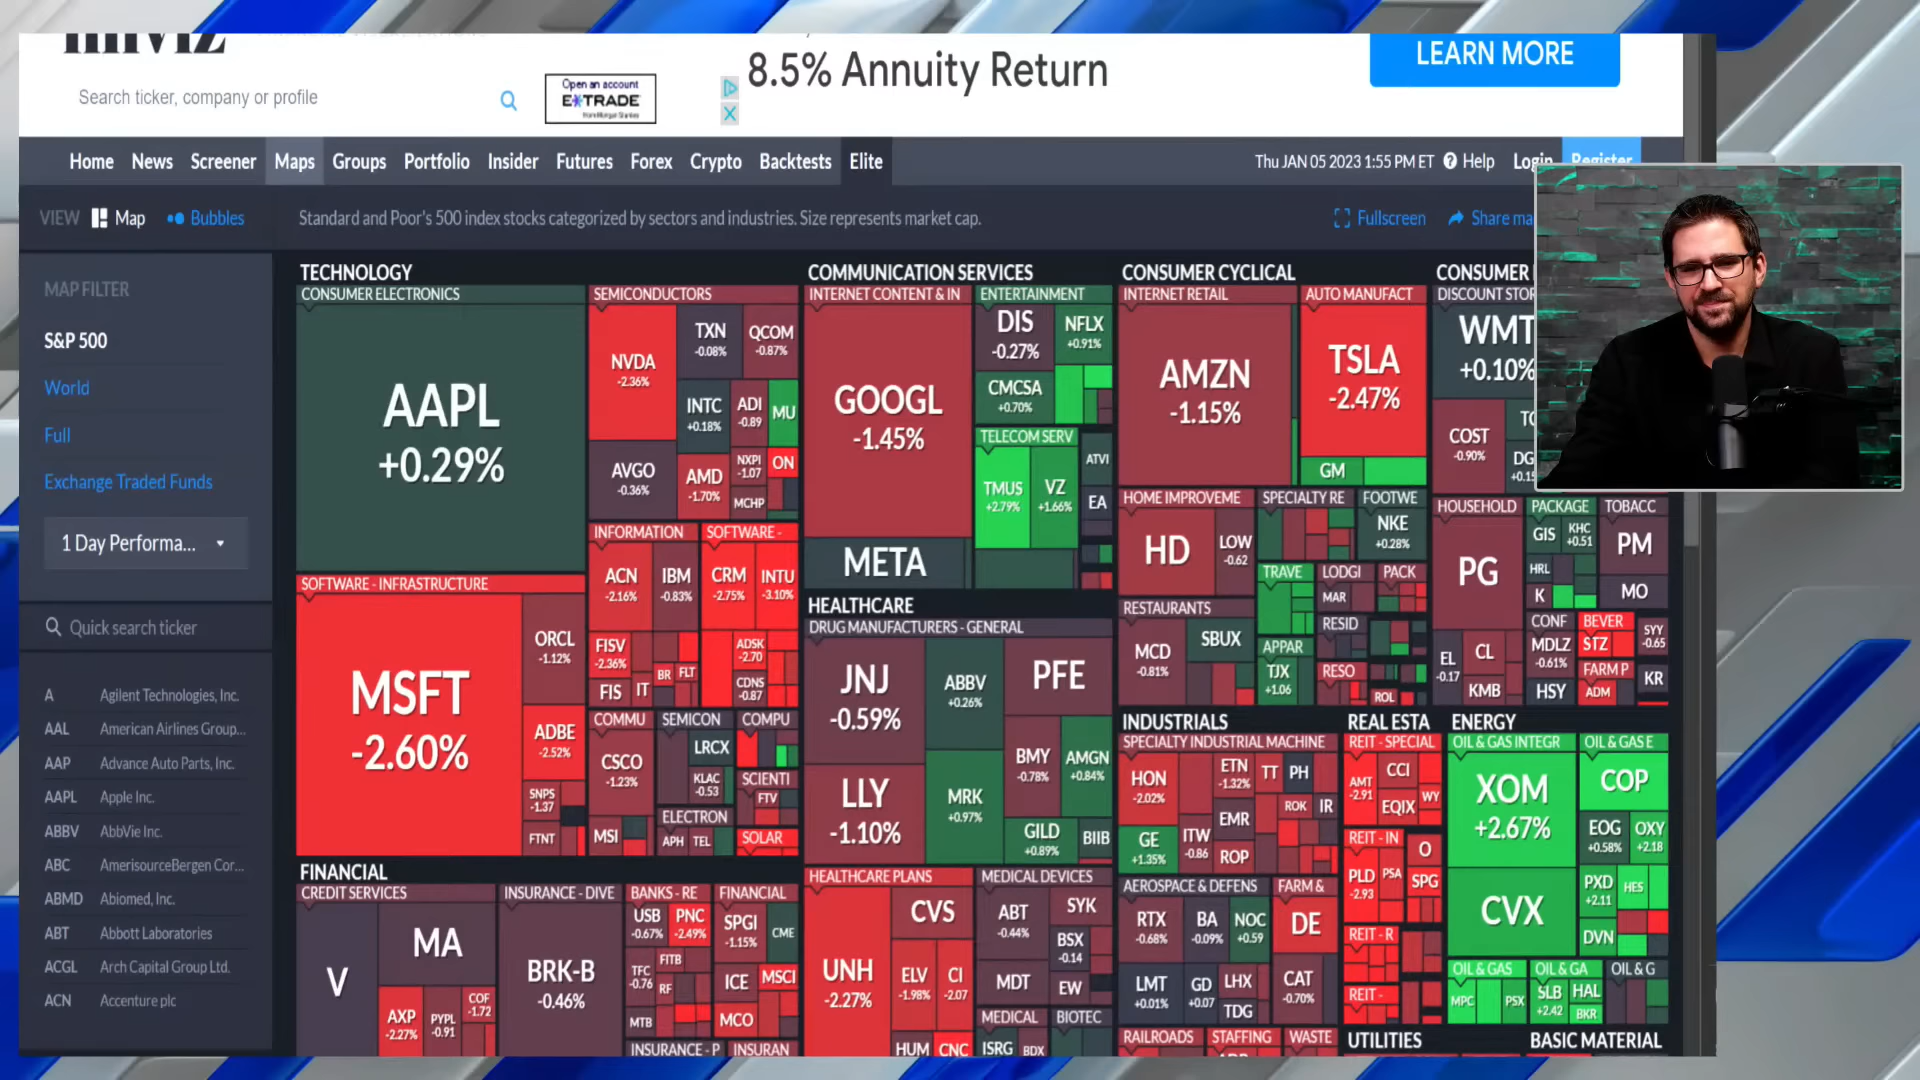 finviz
8.5% Annuity Return
LEARN MORE
Search ticker, company or profile
Open an account
E*TRADE
from Morgan Stanley
Home
News
Screener
Maps
Groups
Portfolio
Insider
Futures
Forex
Crypto
Backtests
Elite
Thu JAN 05 2023 1:55 PM ET
Help
Login
Register
VIEW
Map
Bubbles
Standard and Poor's 500 index stocks categorized by sectors and industries. Size represents market cap.
Fullscreen
Share ma
MAP FILTER
S&P 500
World
Full
Exchange Traded Funds
1 Day Performa...
Quick search ticker
A Agilent Technologies, Inc.
AAL American Airlines Group...
AAP Advance Auto Parts, Inc.
AAPL Apple Inc.
ABBV AbbVie Inc.
ABC AmerisourceBergen Cor...
ABMD Abiomed, Inc.
ABT Abbott Laboratories
ACGL Arch Capital Group Ltd.
ACN Accenture plc
TECHNOLOGY
CONSUMER ELECTRONICS
AAPL
+0.29%
SEMICONDUCTORS
NVDA
-2.36%
TXN
-0.08%
QCOM
-0.87%
INTC
+0.18%
ADI
-0.89
MU
AVGO
-0.36%
AMD
-1.70%
NXPI
-1.07
ON
MCHP
SOFTWARE - INFRASTRUCTURE
MSFT
-2.60%
ORCL
-1.12%
ADBE
-2.52%
SNPS
-1.37
FTNT
INFORMATION
ACN
-2.16%
IBM
-0.83%
FISV
-2.36%
FIS
IT
BR
FLT
SOFTWARE -
CRM
-2.75%
INTU
-3.10%
ADSK
-2.70
CDNS
-0.87
COMMU
CSCO
-1.23%
MSI
SEMICON
LRCX
KLAC
-0.53
COMPU
SCIENTI
FTV
ELECTRON
APH
TEL
SOLAR
COMMUNICATION SERVICES
INTERNET CONTENT & IN
GOOGL
-1.45%
META
ENTERTAINMENT
DIS
-0.27%
NFLX
+0.91%
CMCSA
+0.70%
TELECOM SERV
TMUS
+2.79%
VZ
+1.66%
ATVI
EA
CONSUMER CYCLICAL
INTERNET RETAIL
AMZN
-1.15%
AUTO MANUFACT
TSLA
-2.47%
GM
HOME IMPROVEME
HD
LOW
-0.62
SPECIALTY RE
FOOTWE
NKE
+0.28%
TRAVE
LODGI
MAR
PACK
RESTAURANTS
MCD
-0.81%
SBUX
RESID
APPAR
TJX
+1.06
RESO
ROL
CONSUMER
DISCOUNT STOR
WMT
+0.10%
COST
-0.90%
TG
DG
+0.15
HOUSEHOLD
PG
EL
-0.17
CL
KMB
PACKAGE
GIS
KHC
+0.51
HRL
K
TOBACC
PM
MO
CONF
MDLZ
-0.61%
HSY
BEVER
STZ
FARM P
ADM
SYY
-0.65
KR
HEALTHCARE
DRUG MANUFACTURERS - GENERAL
JNJ
-0.59%
ABBV
+0.26%
PFE
LLY
-1.10%
MRK
+0.97%
BMY
-0.78%
AMGN
+0.84%
GILD
+0.89%
BIIB
HEALTHCARE PLANS
UNH
-2.27%
CVS
ELV
-1.98%
CI
-2.07
HUM
CNC
MEDICAL DEVICES
ABT
-0.44%
SYK
BSX
-0.14
MDT
EW
MEDICAL
ISRG
BDX
BIOTEC
FINANCIAL
CREDIT SERVICES
V
MA
AXP
-2.27%
PYPL
-0.91
COF
-1.72
INSURANCE - DIVE
BRK-B
-0.46%
BANKS - RE
USB
-0.67%
PNC
-2.49%
TFC
-0.76
FITB
RF
MTB
FINANCIAL
SPGI
-1.15%
CME
ICE
MSCI
MCO
INSURANCE - P
INSURAN
INDUSTRIALS
SPECIALTY INDUSTRIAL MACHINE
HON
-2.02%
ETN
-1.32%
TT
PH
GE
+1.35%
ITW
-0.86
EMR
ROP
ROK
IR
AEROSPACE & DEFENS
RTX
-0.68%
BA
-0.09%
NOC
+0.59
LMT
+0.01%
GD
+0.07
LHX
TDG
FARM &
DE
CAT
-0.70%
RAILROADS
STAFFING
WASTE
REAL ESTA
REIT - SPECIAL
AMT
-2.91
CCI
EQIX
WY
REIT - IN
PLD
-2.93
PSA
O
SPG
REIT - R
REIT -
ENERGY
OIL & GAS INTEGR
XOM
+2.67%
CVX
OIL & GAS E
COP
EOG
+0.58%
OXY
+2.18
PXD
+2.11
HES
DVN
OIL & GAS
MPC
PSX
OIL & GA
SLB
+2.42
HAL
BKR
OIL & G
UTILITIES
BASIC MATERIAL